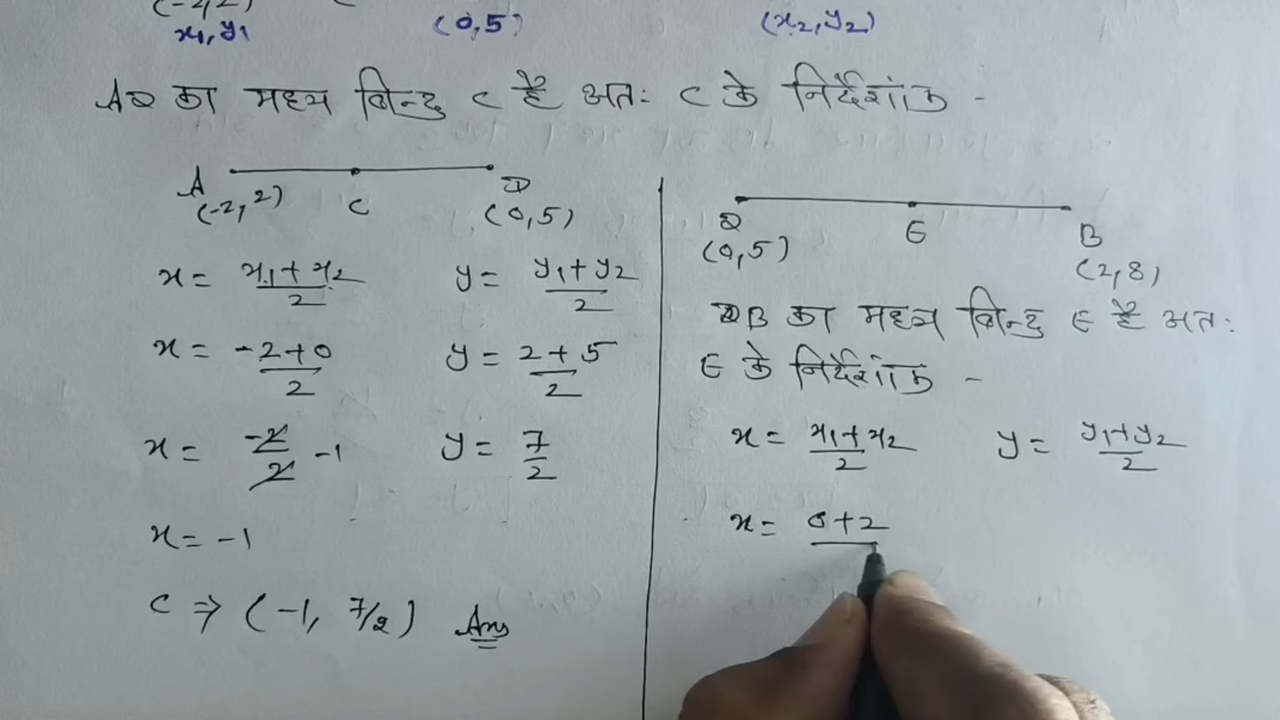 (-2,2)
x1, y1 (0,5) (x2, y2)
AD का मध्य बिन्दु C है अत: C के निर्देशांक -
A C D
(-2, 2) (0,5)
x = x1 + x2 / 2 y = y1 + y2 / 2
x = -2+0 / 2 y = 2+5 / 2
x = -2/2 -1 y = 7/2
x = -1
C ⇒ (-1, 7/2) Ans
D E B
(0,5) (2,8)
DB का मध्य बिन्दु E है अत:
E के निर्देशांक -
x = x1+x2 / 2 y = y1+y2 / 2
x = 0+2